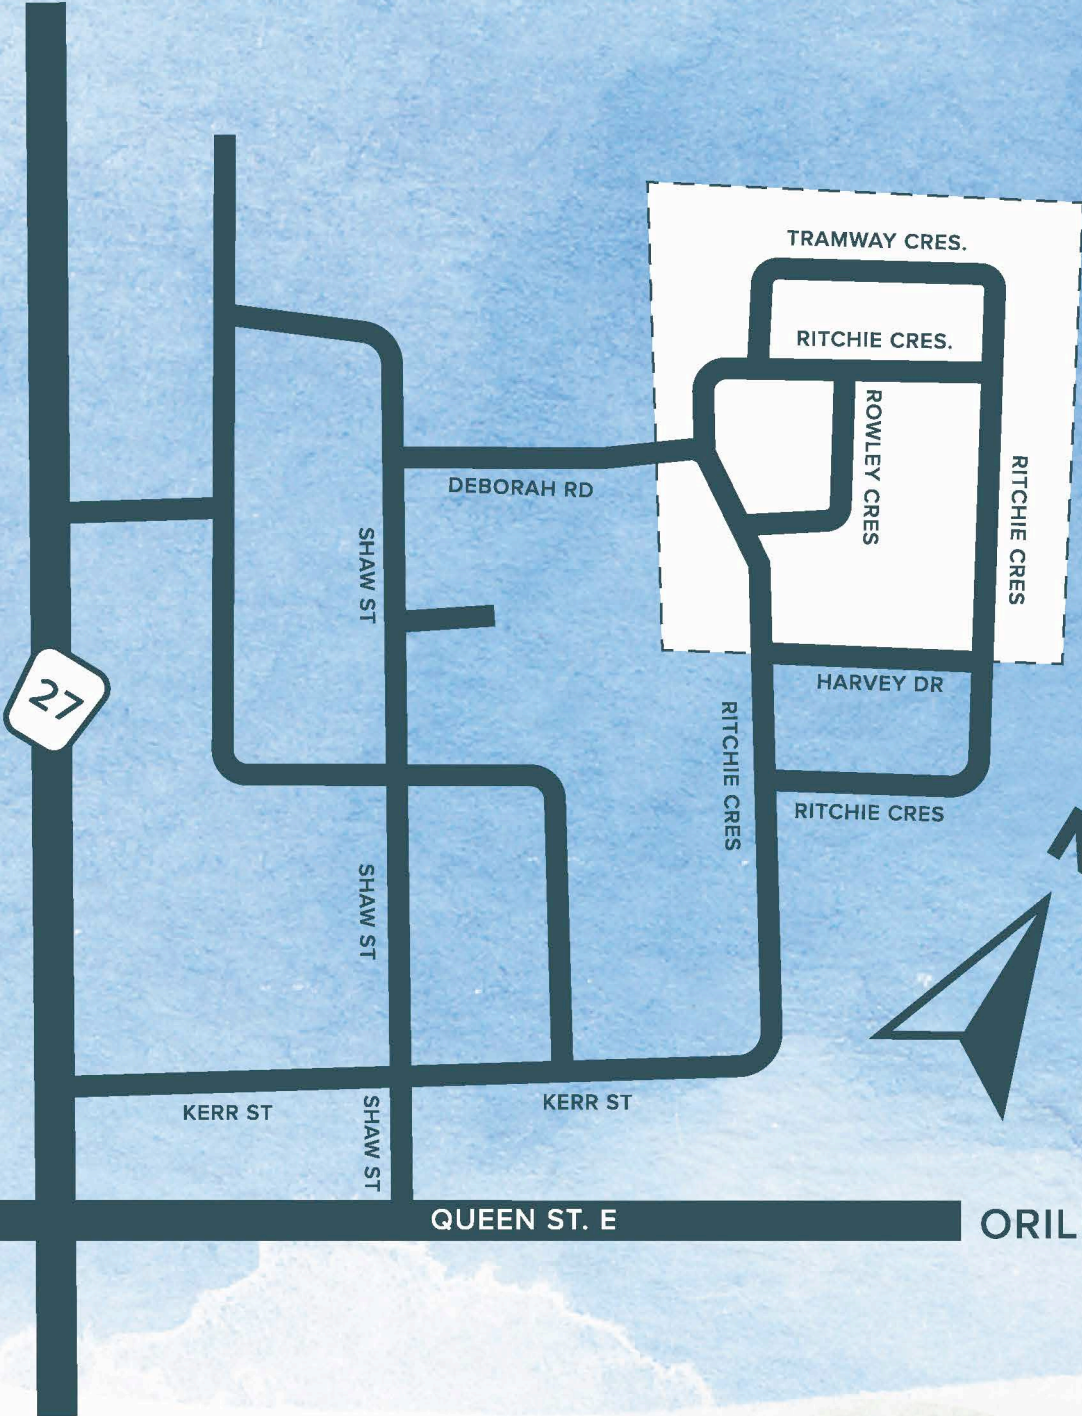 TRAMWAY CRES.
RITCHIE CRES.
ROWLEY CRES
RITCHIE CRES
DEBORAH RD
SHAW ST
27
HARVEY DR
RITCHIE CRES
RITCHIE CRES
SHAW ST
KERR ST
KERR ST
SHAW ST
QUEEN ST. E
ORIL